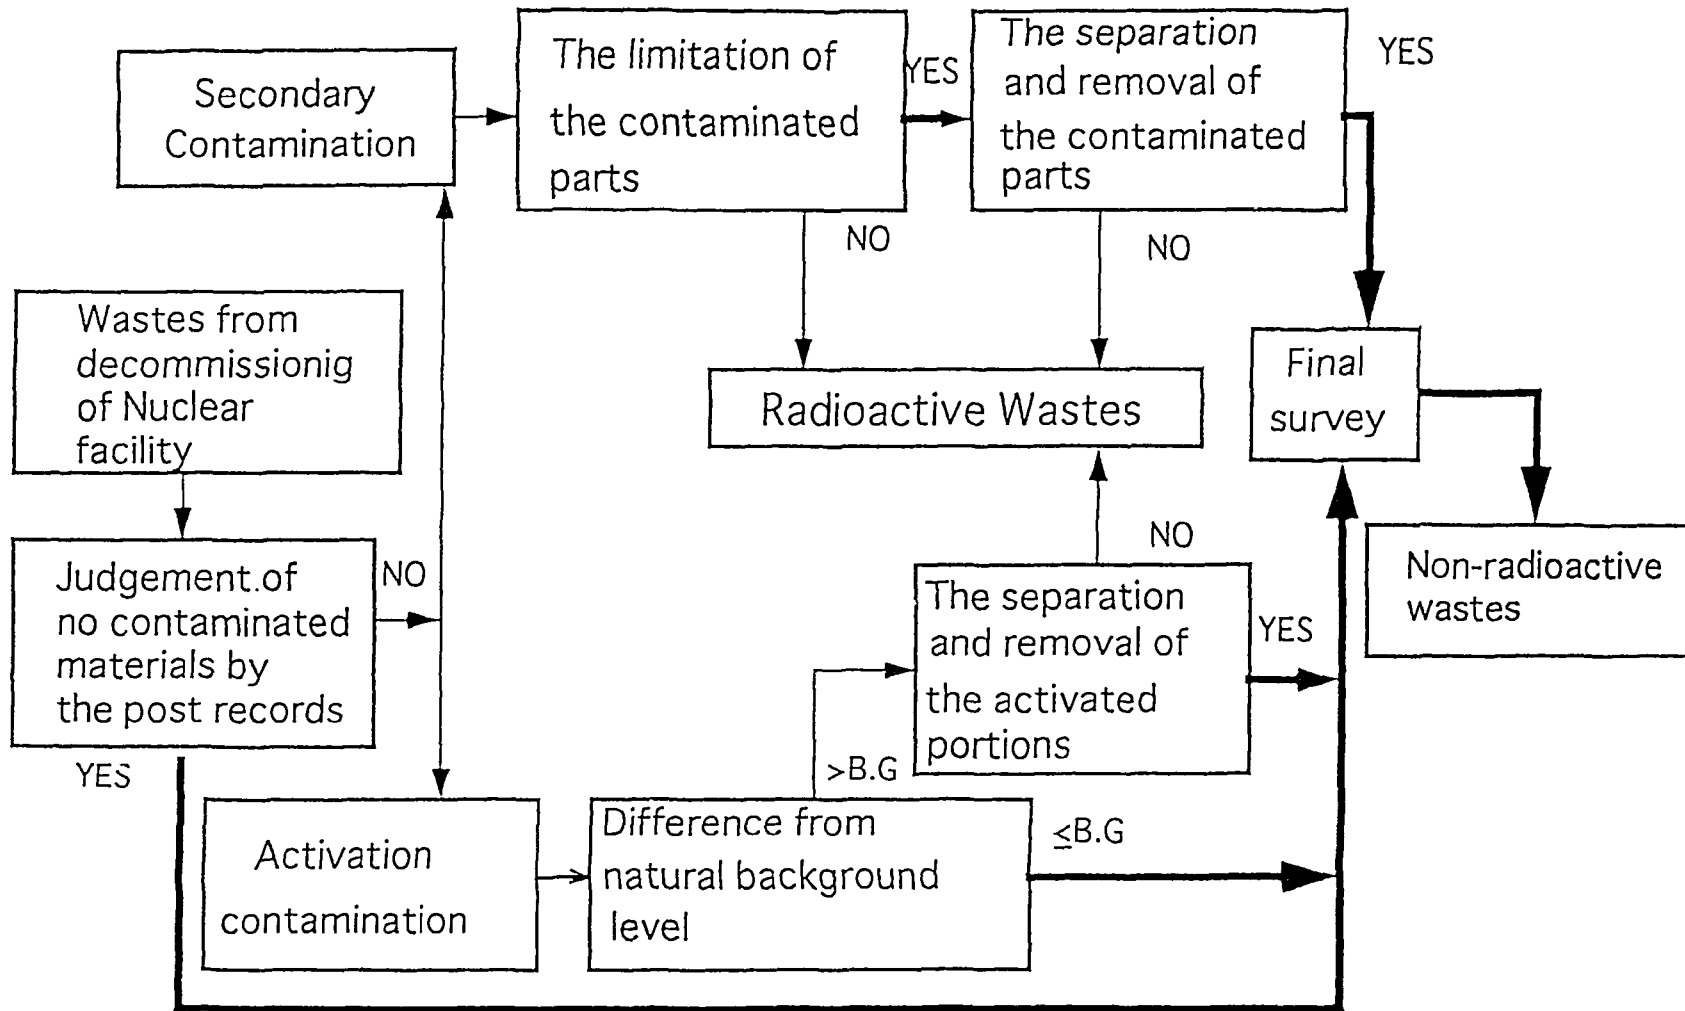 Secondary
Contamination
The limitation of
the contaminated
parts
YES
The separation
and removal of
the contaminated
parts
YES
NO
NO
Wastes from
decommissionig
of Nuclear
facility
Radioactive Wastes
Final
survey
Judgement.of
no contaminated
materials by
the post records
NO
YES
NO
The separation
and removal of
the activated
portions
YES
Non-radioactive
wastes
>B.G
Activation
contamination
Difference from
natural background
level
≤B.G